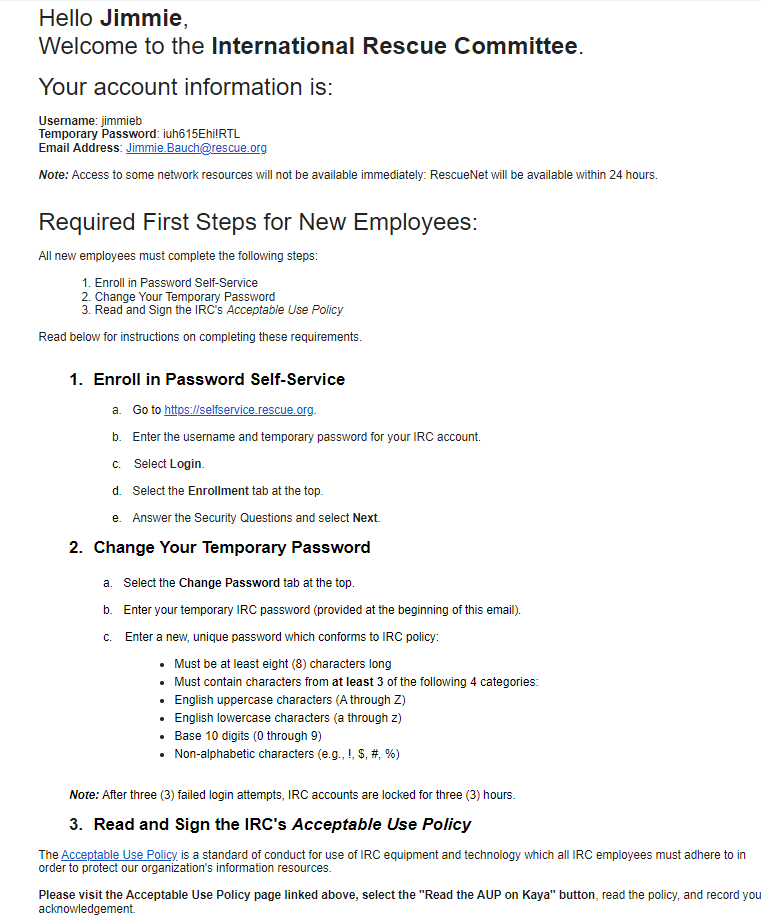 Hello Jimmie,
Welcome to the International Rescue Committee.
Your account information is:
Username: jimmieb
Temporary Password: iuh615Ehi!RTL
Email Address: Jimmie.Bauch@rescue.org
Note: Access to some network resources will not be available immediately: RescueNet will be available within 24 hours.
Required First Steps for New Employees:
All new employees must complete the following steps:
1. Enroll in Password Self-Service
2. Change Your Temporary Password
3. Read and Sign the IRC's Acceptable Use Policy
Read below for instructions on completing these requirements.
1. Enroll in Password Self-Service
a. Go to https://selfservice.rescue.org.
b. Enter the username and temporary password for your IRC account.
c. Select Login.
d. Select the Enrollment tab at the top.
e. Answer the Security Questions and select Next.
2. Change Your Temporary Password
a. Select the Change Password tab at the top.
b. Enter your temporary IRC password (provided at the beginning of this email).
c. Enter a new, unique password which conforms to IRC policy:
• Must be at least eight (8) characters long
• Must contain characters from at least 3 of the following 4 categories:
• English uppercase characters (A through Z)
• English lowercase characters (a through z)
• Base 10 digits (0 through 9)
• Non-alphabetic characters (e.g., !, $, #, %)
Note: After three (3) failed login attempts, IRC accounts are locked for three (3) hours.
3. Read and Sign the IRC's Acceptable Use Policy
The Acceptable Use Policy is a standard of conduct for use of IRC equipment and technology which all IRC employees must adhere to in
order to protect our organization's information resources.
Please visit the Acceptable Use Policy page linked above, select the "Read the AUP on Kaya" button, read the policy, and record you
acknowledgement.